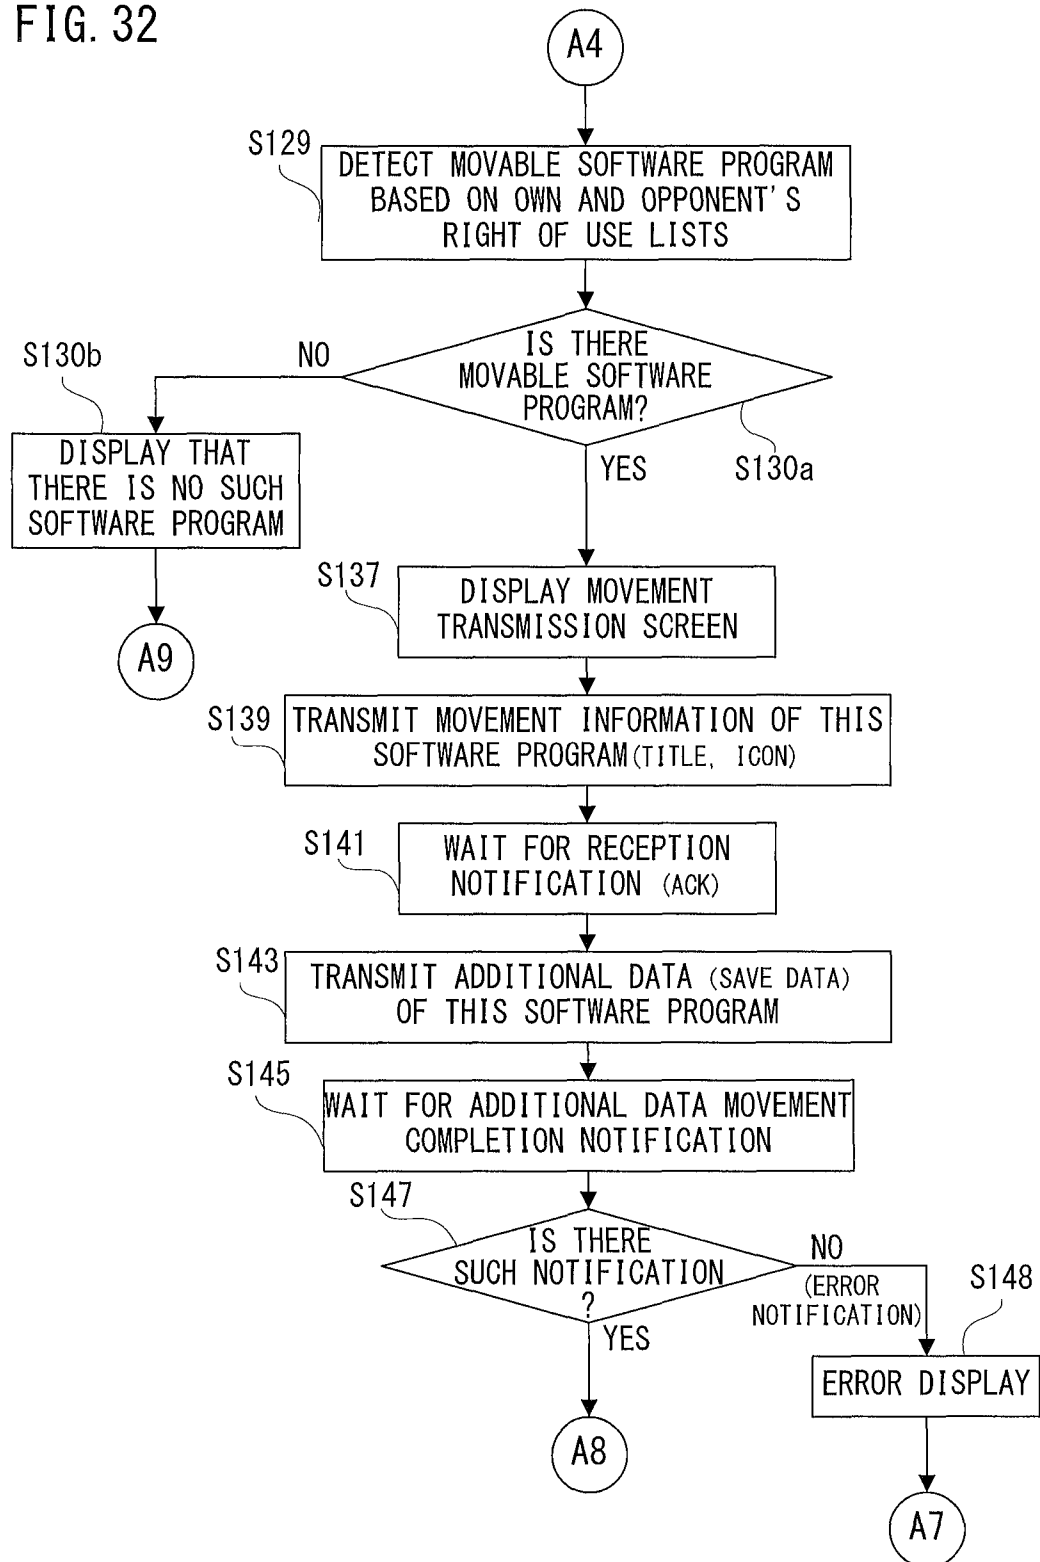 FIG. 32
A4
S129
DETECT MOVABLE SOFTWARE PROGRAM
BASED ON OWN AND OPPONENT'S
RIGHT OF USE LISTS
S130b
NO
IS THERE
MOVABLE SOFTWARE
PROGRAM?
DISPLAY THAT
THERE IS NO SUCH
SOFTWARE PROGRAM
YES
S130a
A9
S137
DISPLAY MOVEMENT
TRANSMISSION SCREEN
S139
TRANSMIT MOVEMENT INFORMATION OF THIS
SOFTWARE PROGRAM(TITLE, ICON)
S141
WAIT FOR RECEPTION
NOTIFICATION (ACK)
S143
TRANSMIT ADDITIONAL DATA (SAVE DATA)
OF THIS SOFTWARE PROGRAM
S145
WAIT FOR ADDITIONAL DATA MOVEMENT
COMPLETION NOTIFICATION
S147
IS THERE
SUCH NOTIFICATION
?
NO
(ERROR
NOTIFICATION)
S148
YES
ERROR DISPLAY
A8
A7